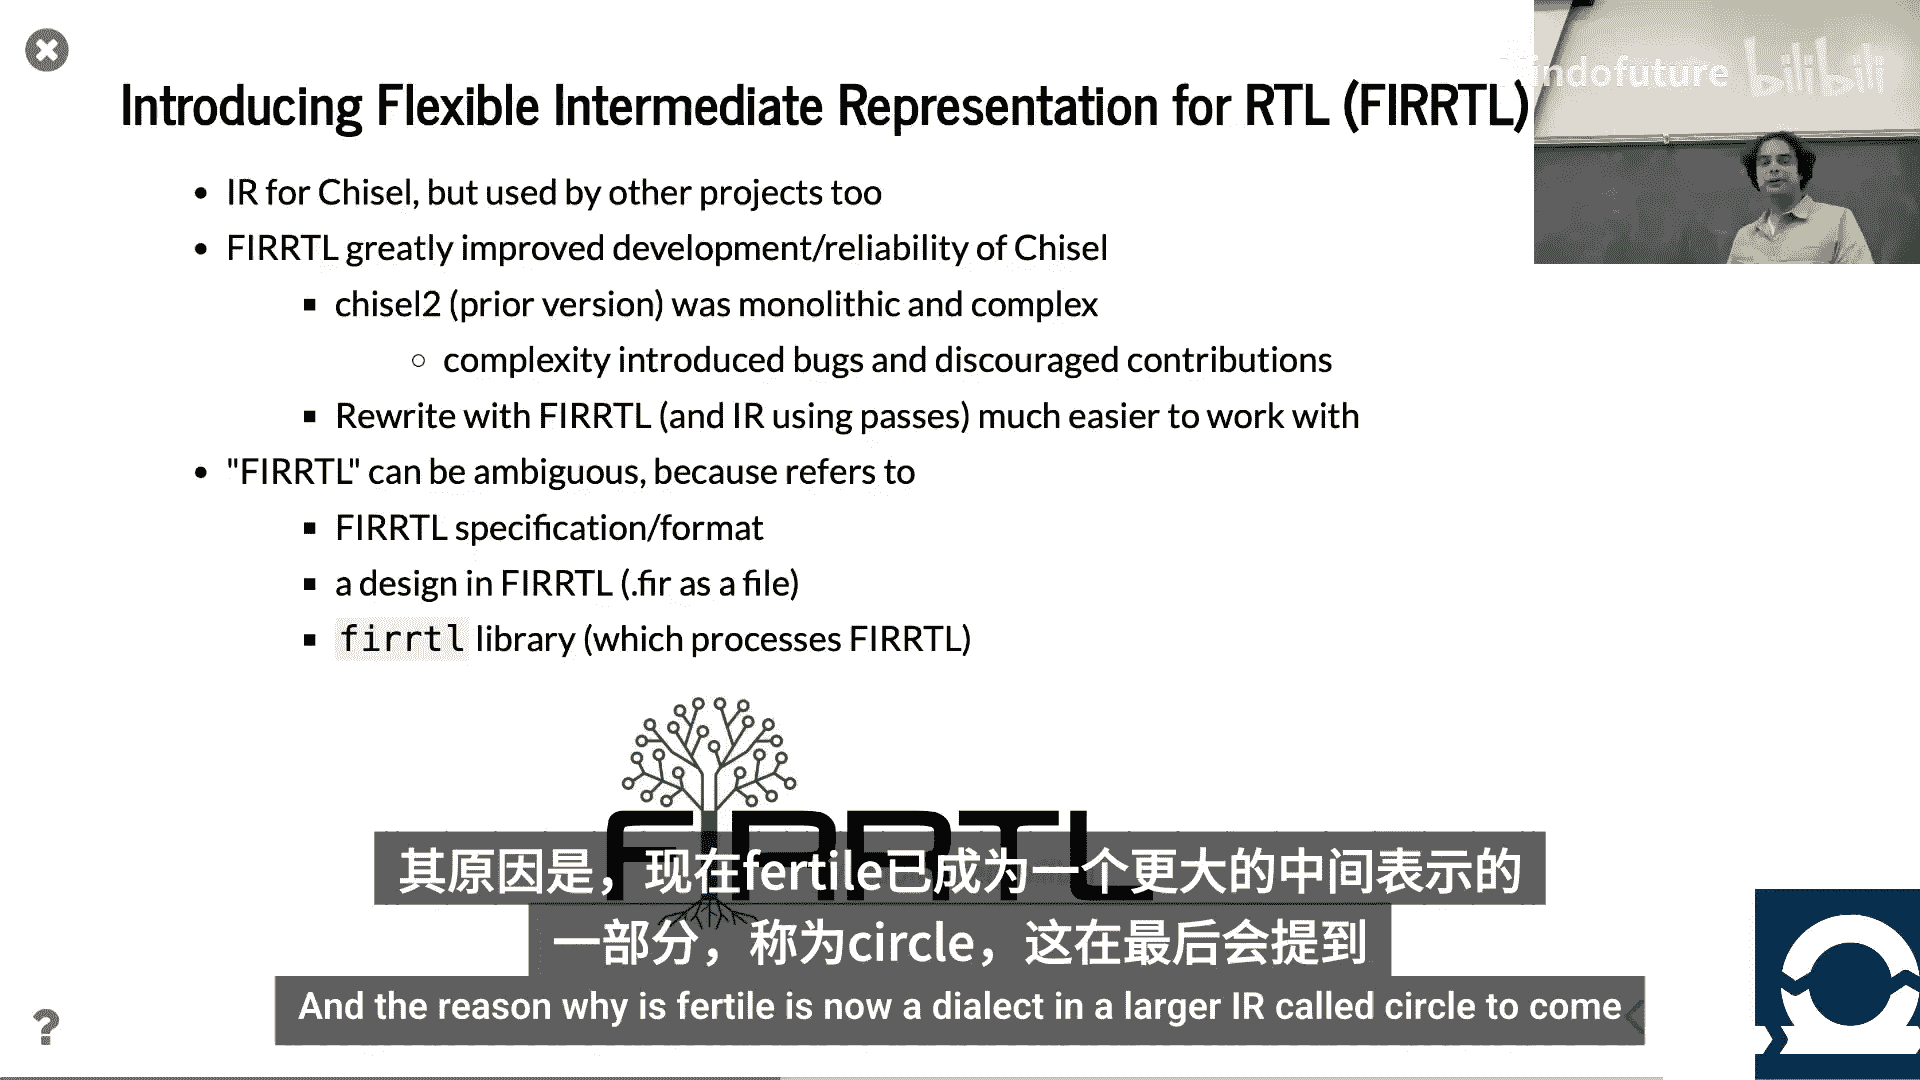 Introducing Flexible Intermediate Representation for RTL (FIRRTL)
indofuture bilibili
• IR for Chisel, but used by other projects too
• FIRRTL greatly improved development/reliability of Chisel
▪ chisel2 (prior version) was monolithic and complex
○ complexity introduced bugs and discouraged contributions
▪ Rewrite with FIRRTL (and IR using passes) much easier to work with
• "FIRRTL" can be ambiguous, because refers to
▪ FIRRTL specification/format
▪ a design in FIRRTL (.fir as a file)
▪ firrtl library (which processes FIRRTL)
FIRRTL
其原因是，现在fertile已成为一个更大的中间表示的
一部分，称为circle，这在最后会提到
And the reason why is fertile is now a dialect in a larger IR called circle to come
?